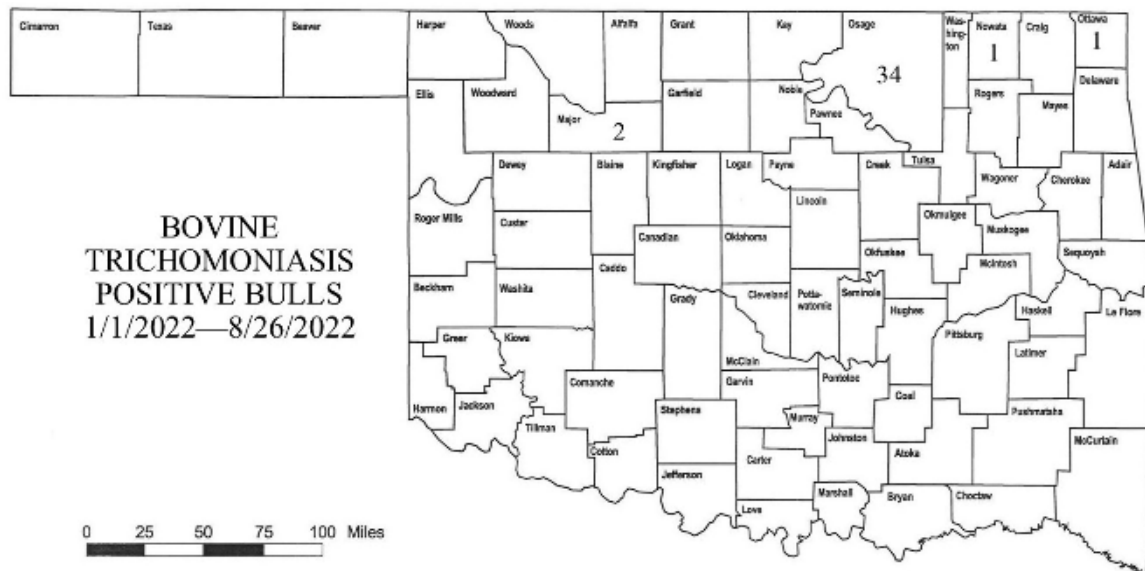 Cimarron
Texas
Beaver
Harper
Woods
Alfalfa
Grant
Kay
Osage
Was
hing-
ton
Nowata
Craig
Ottawa
1
1
34
Ellis
Woodward
Major
2
Garfield
Noble
Pawnee
Rogers
Mayes
Delaware
Dewey
Blaine
Kingfisher
Logan
Payne
Creek
Tulsa
Wagoner
Cherokee
Adair
Lincoln
Roger Mills
Custer
Canadian
Oklahoma
Okfuskee
Okmulgee
Muskogee
McIntosh
Sequoyah
BOVINE
TRICHOMONIASIS
POSITIVE BULLS
1/1/2022—8/26/2022
Beckham
Washita
Caddo
Grady
Cleveland
Potta-
watomie
Seminole
Hughes
Pittsburg
Haskell
Le Flore
Greer
Kiowa
McClain
Latimer
Harmon
Jackson
Comanche
Garvin
Pontotoc
Coal
Pushmataha
Tillman
Stephens
Murray
Johnston
Atoka
McCurtain
Cotton
Jefferson
Carter
Love
Marshall
Bryan
Choctaw
0 25 50 75 100 Miles